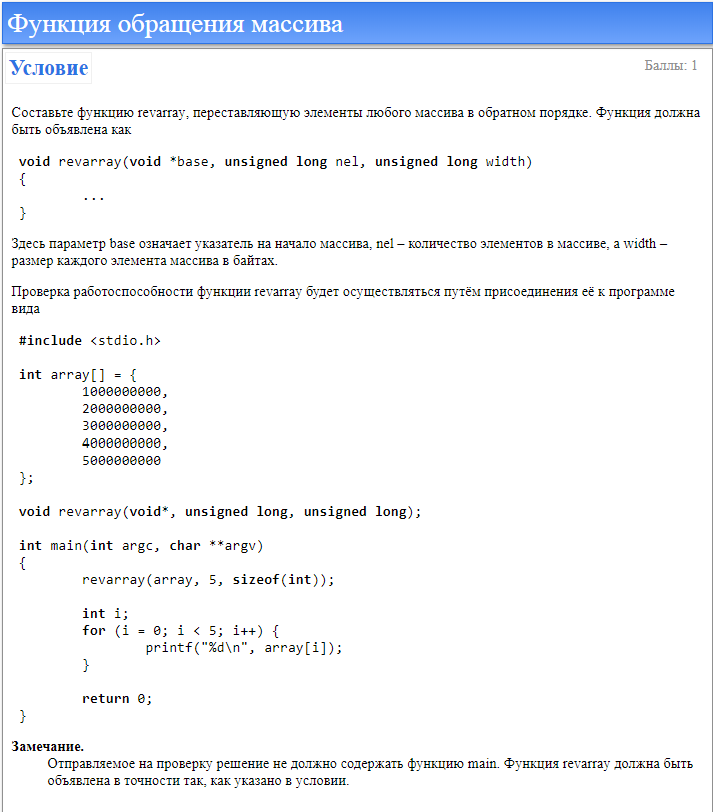 Функция обращения массива
Условие
Баллы: 1
Составьте функцию revarray, переставляющую элементы любого массива в обратном порядке. Функция должна
быть объявлена как
void revarray(void *base, unsigned long nel, unsigned long width)
{
        ...
}
Здесь параметр base означает указатель на начало массива, nel – количество элементов в массиве, а width –
размер каждого элемента массива в байтах.
Проверка работоспособности функции revarray будет осуществляться путём присоединения её к программе
вида
#include <stdio.h>
int array[] = {
        1000000000,
        2000000000,
        3000000000,
        4000000000,
        5000000000
};
void revarray(void*, unsigned long, unsigned long);
int main(int argc, char **argv)
{
        revarray(array, 5, sizeof(int));
        int i;
        for (i = 0; i < 5; i++) {
                printf("%d\n", array[i]);
        }
        return 0;
}
Замечание.
Отправляемое на проверку решение не должно содержать функцию main. Функция revarray должна быть
объявлена в точности так, как указано в условии.